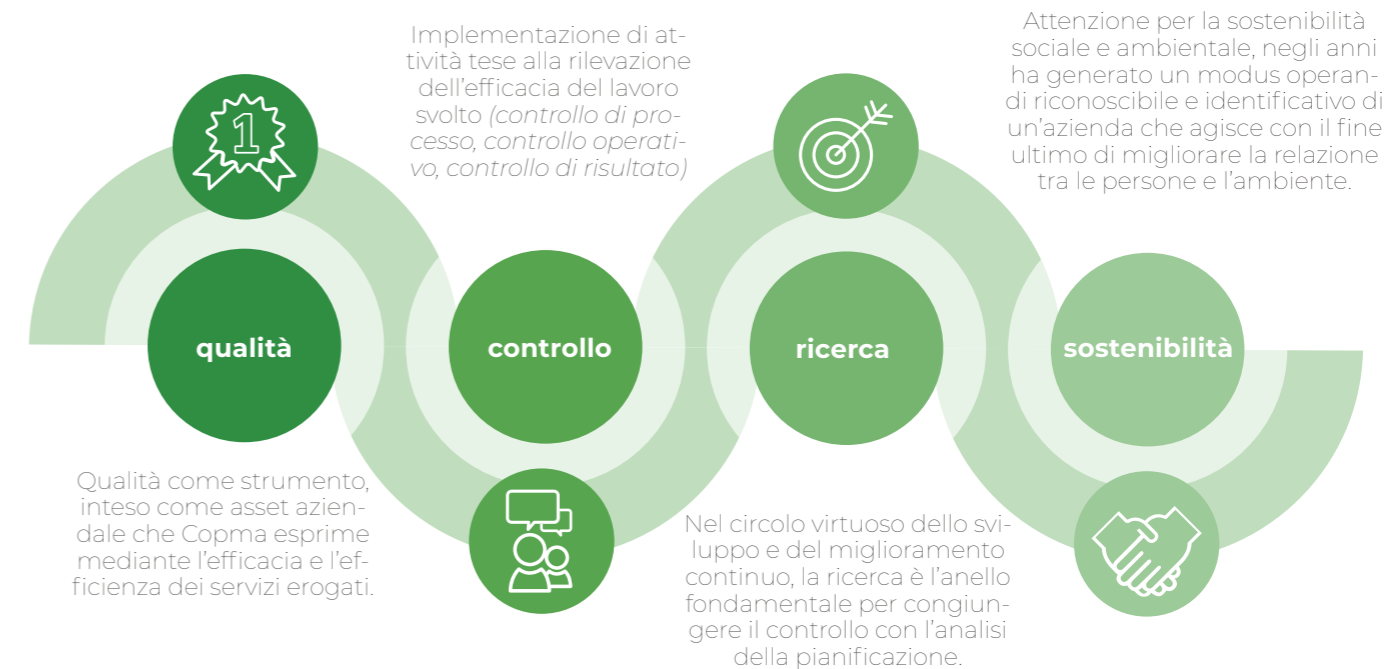 1
qualità
Qualità come strumento,
inteso come asset azien-
dale che Copma esprime
mediante l'efficacia e l'ef-
ficienza dei servizi erogati.
Implementazione di at-
tività tese alla rilevazione
dell'efficacia del lavoro
svolto (controllo di pro-
cesso, controllo operati-
vo, controllo di risultato)
controllo
ricerca
Nel circolo virtuoso dello svi-
luppo e del miglioramento
continuo, la ricerca è l'anello
fondamentale per congiun-
gere il controllo con l'analisi
della pianificazione.
Attenzione per la sostenibilità
sociale e ambientale, negli anni
ha generato un modus operan-
di riconoscibile e identificativo di
un'azienda che agisce con il fine
ultimo di migliorare la relazione
tra le persone e l'ambiente.
sostenibilità